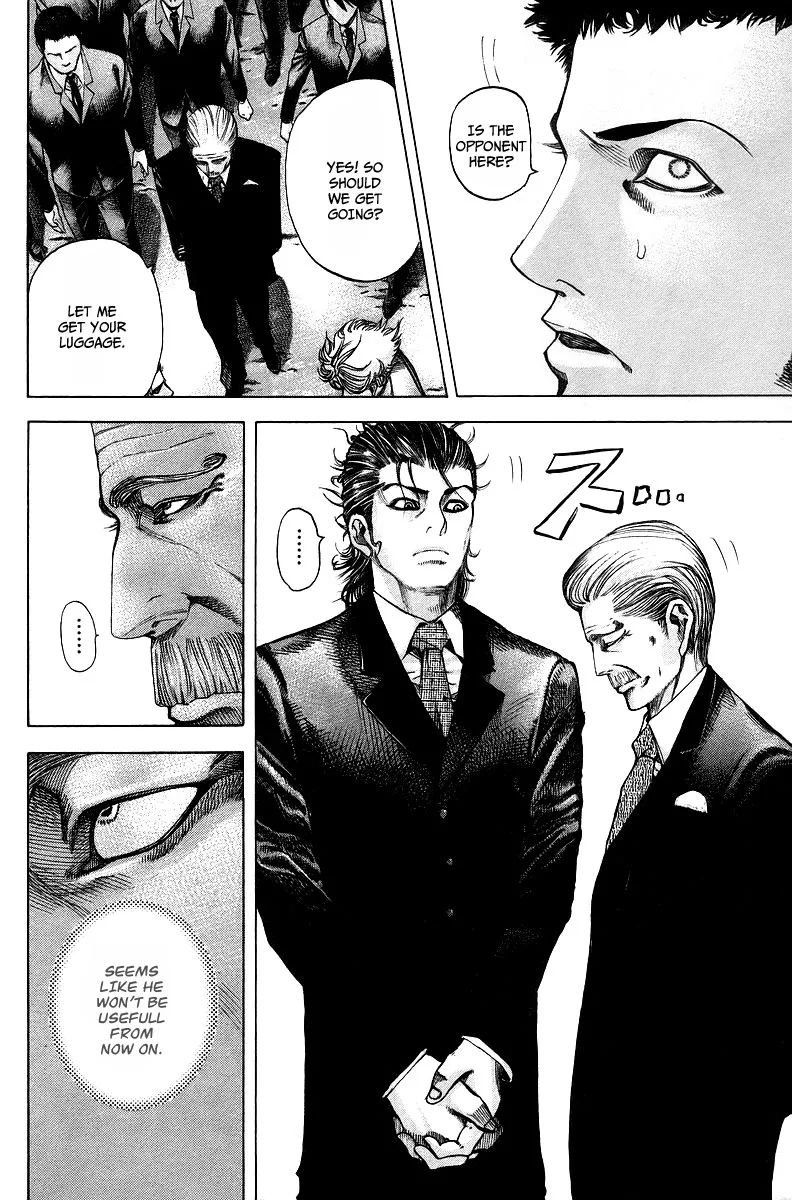 IS THE
OPPONENT
HERE?
YES! SO
SHOULD
WE GET
GOING?
LET ME
GET YOUR
LUGGAGE.
ス...
......
......
SEEMS
LIKE HE
WON'T BE
USEFULL
FROM
NOW ON.